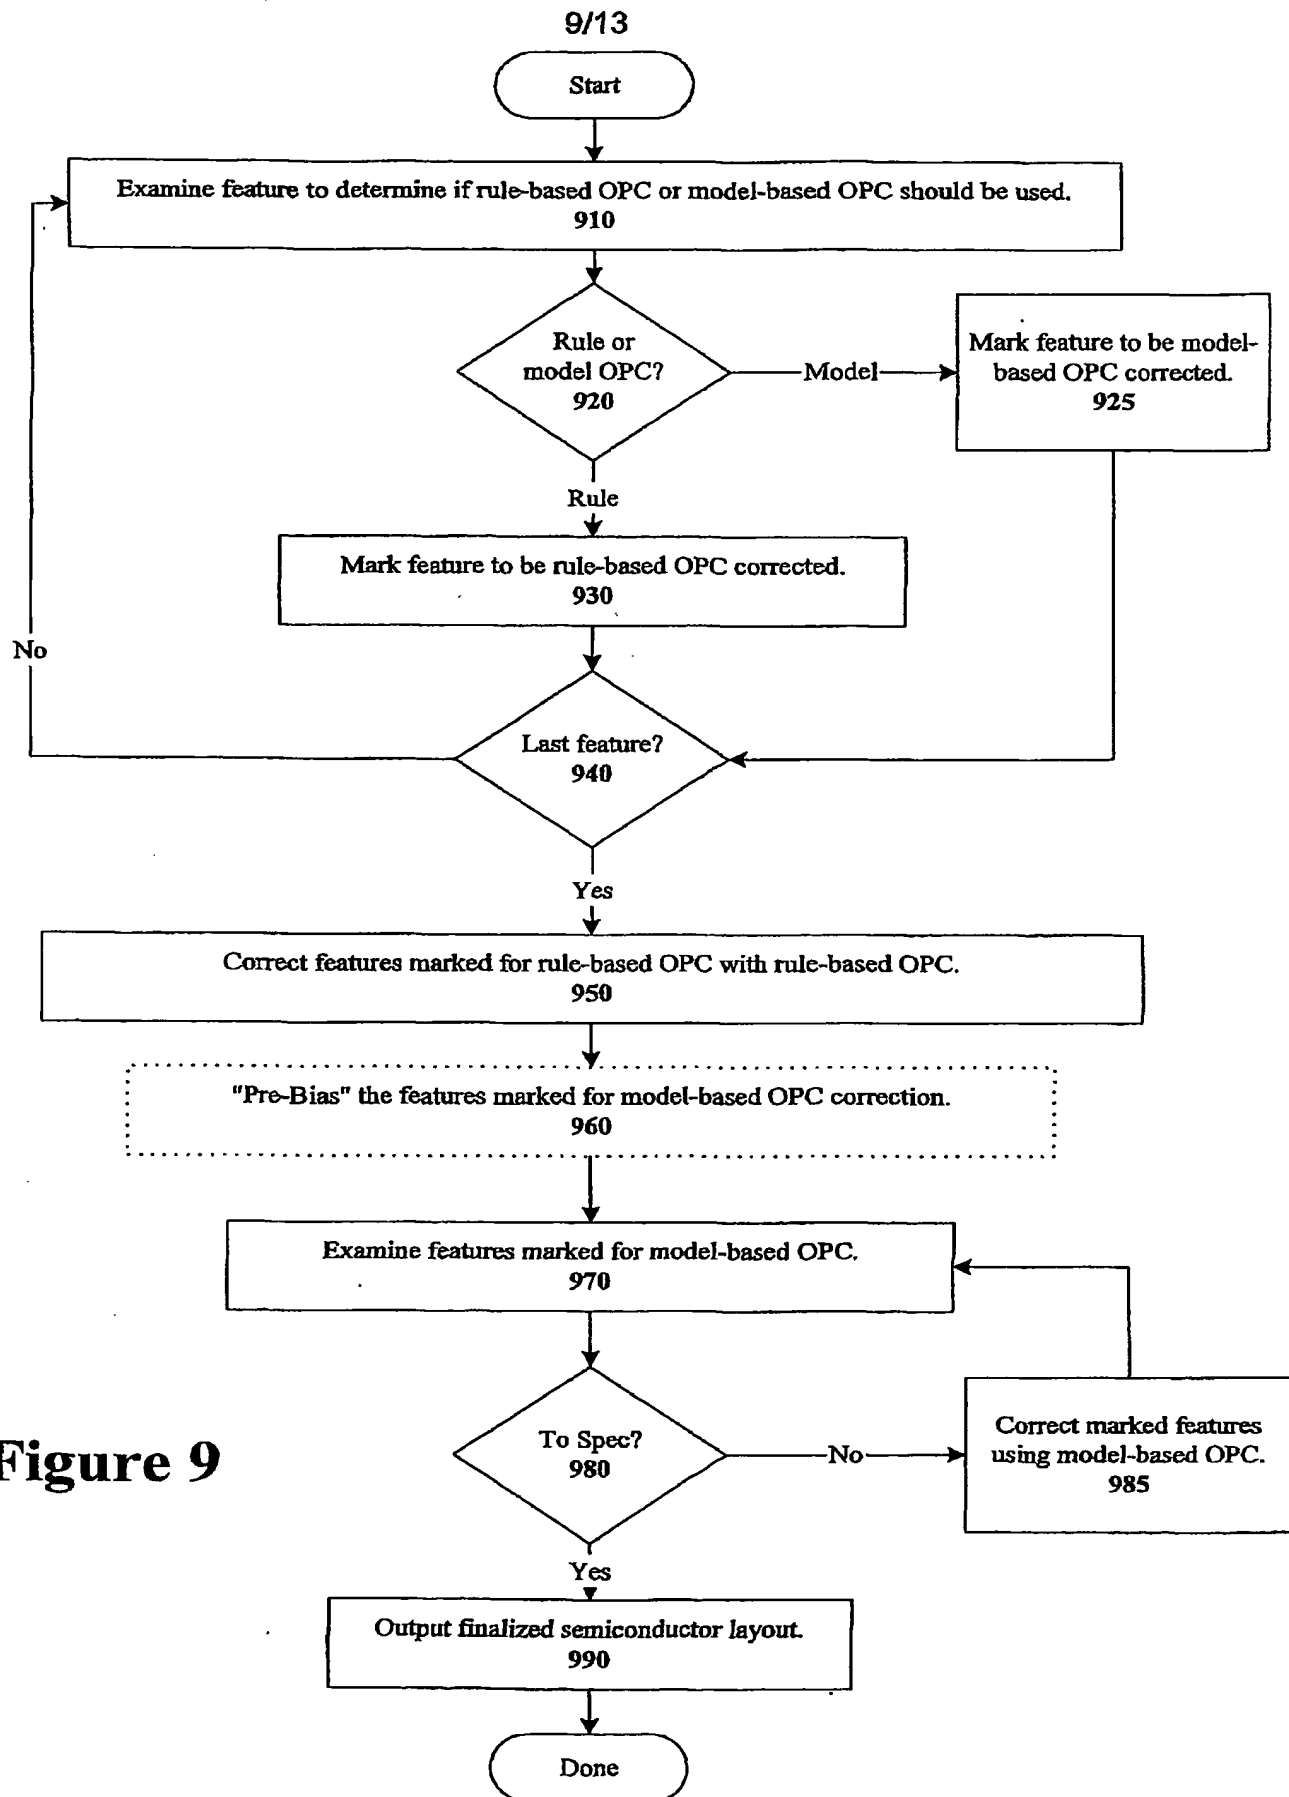 9/13
Start
Examine feature to determine if rule-based OPC or model-based OPC should be used.
910
Rule or
model OPC?
920
Model
Mark feature to be model-
based OPC corrected.
925
Rule
Mark feature to be rule-based OPC corrected.
930
No
Last feature?
940
Yes
Correct features marked for rule-based OPC with rule-based OPC.
950
"Pre-Bias" the features marked for model-based OPC correction.
960
Examine features marked for model-based OPC.
970
To Spec?
980
No
Correct marked features
using model-based OPC.
985
Figure 9
Yes
Output finalized semiconductor layout.
990
Done